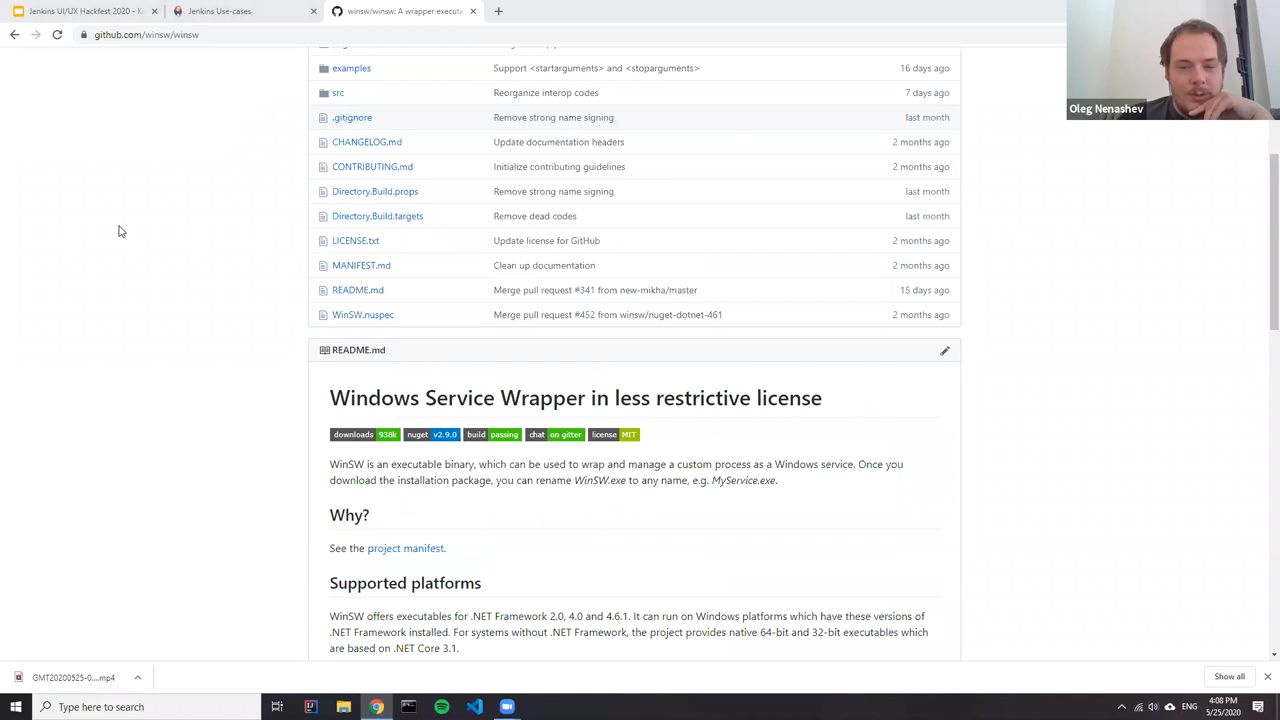 Jenkins UI/UX Hackfest 2020 - Ki
Jenkins Use-cases
winsw/winsw: A wrapper executa
github.com/winsw/winsw
Oleg Nenashev
examples Support <startarguments> and <stoparguments> 16 days ago
src Reorganize interop codes 7 days ago
.gitignore Remove strong name signing last month
CHANGELOG.md Update documentation headers 2 months ago
CONTRIBUTING.md Initialize contributing guidelines 2 months ago
Directory.Build.props Remove strong name signing last month
Directory.Build.targets Remove dead codes last month
LICENSE.txt Update license for GitHub 2 months ago
MANIFEST.md Clean up documentation 2 months ago
README.md Merge pull request #341 from new-mikha/master 15 days ago
WinSW.nuspec Merge pull request #452 from winsw/nuget-dotnet-461 2 months ago
README.md
Windows Service Wrapper in less restrictive license
downloads 938k nuget v2.9.0 build passing chat on gitter license MIT
WinSW is an executable binary, which can be used to wrap and manage a custom process as a Windows service. Once you
download the installation package, you can rename WinSW.exe to any name, e.g. MyService.exe.
Why?
See the project manifest.
Supported platforms
WinSW offers executables for .NET Framework 2.0, 4.0 and 4.6.1. It can run on Windows platforms which have these versions of
.NET Framework installed. For systems without .NET Framework, the project provides native 64-bit and 32-bit executables which
are based on .NET Core 3.1.
GMT20200525-0....mp4
Show all
Type here to search
4:08 PM
5/25/2020